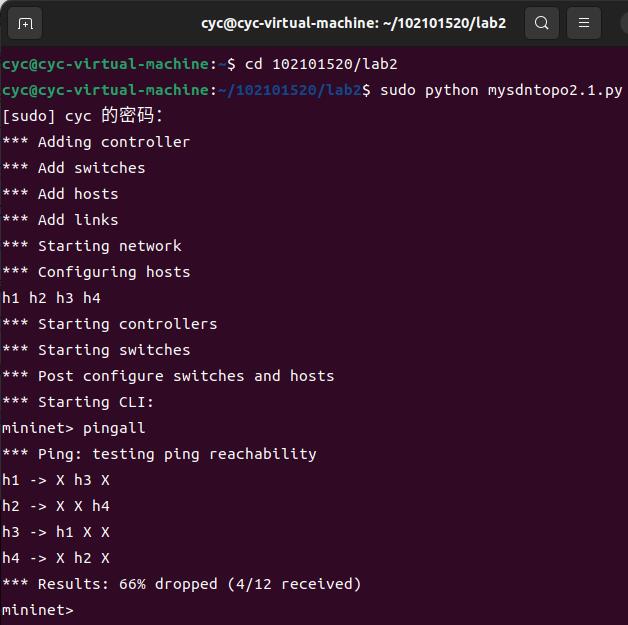 cyc@cyc-virtual-machine: ~/102101520/lab2
cyc@cyc-virtual-machine:~$ cd 102101520/lab2
cyc@cyc-virtual-machine:~/102101520/lab2$ sudo python mysdntopo2.1.py
[sudo] cyc 的密码：
*** Adding controller
*** Add switches
*** Add hosts
*** Add links
*** Starting network
*** Configuring hosts
h1 h2 h3 h4
*** Starting controllers
*** Starting switches
*** Post configure switches and hosts
*** Starting CLI:
mininet> pingall
*** Ping: testing ping reachability
h1 -> X h3 X
h2 -> X X h4
h3 -> h1 X X
h4 -> X h2 X
*** Results: 66% dropped (4/12 received)
mininet>